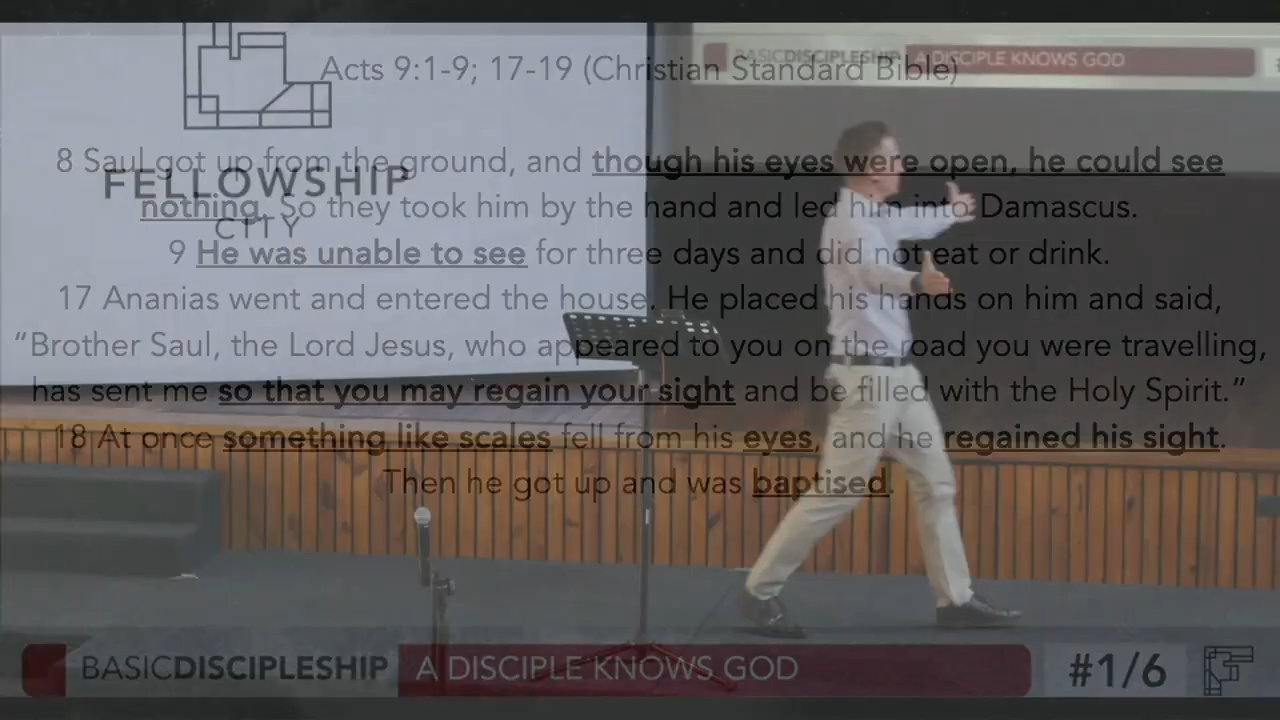 BASICDISCIPLESHIP A DISCIPLE KNOWS GOD
Acts 9:1-9; 17-19 (Christian Standard Bible)
8 Saul got up from the ground, and though his eyes were open, he could see
nothing. So they took him by the hand and led him into Damascus.
9 He was unable to see for three days and did not eat or drink.
17 Ananias went and entered the house. He placed his hands on him and said,
“Brother Saul, the Lord Jesus, who appeared to you on the road you were travelling,
has sent me so that you may regain your sight and be filled with the Holy Spirit.”
18 At once something like scales fell from his eyes, and he regained his sight.
Then he got up and was baptised.
FELLOWSHIP
CITY
BASICDISCIPLESHIP A DISCIPLE KNOWS GOD #1/6